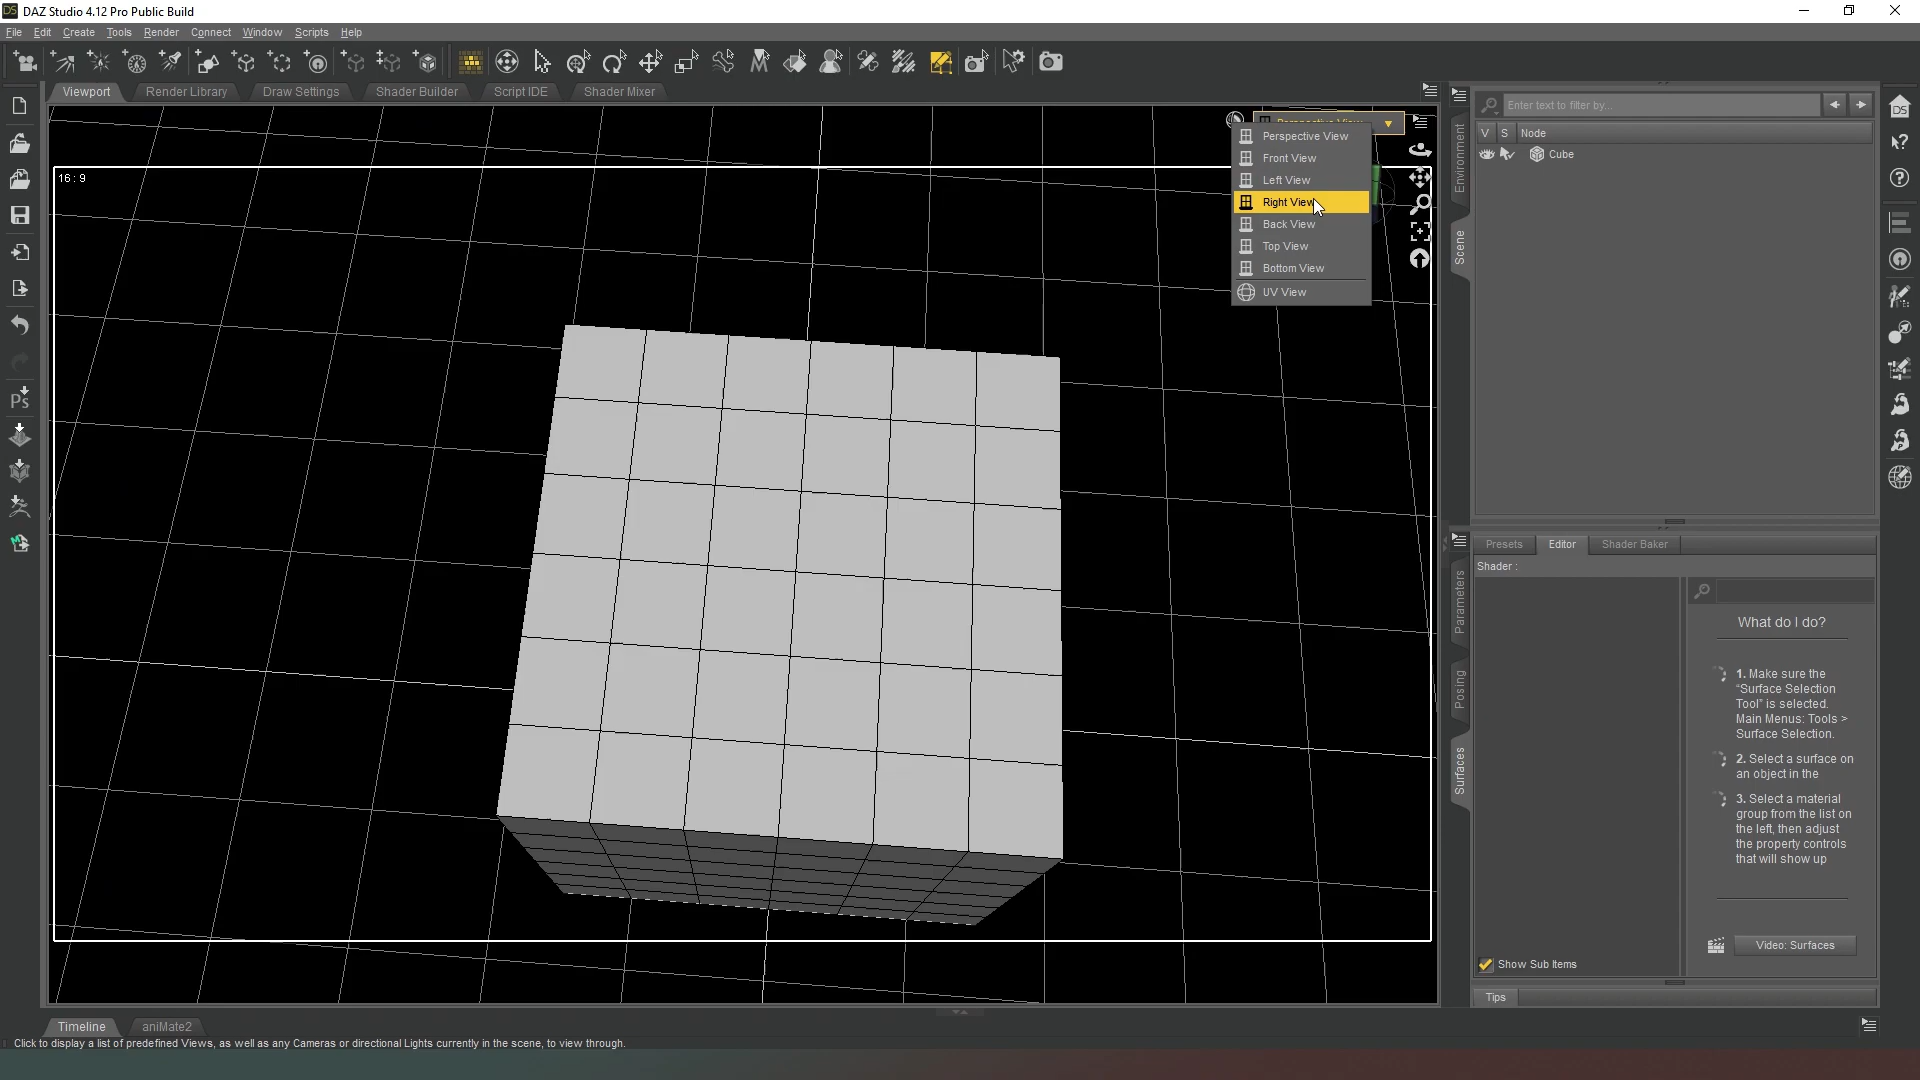 DAZ Studio 4.12 Pro Public Build
File Edit Create Tools Render Connect Window Scripts Help
Viewport Render Library Draw Settings Shader Builder Script IDE Shader Mixer
16 : 9
Perspective View
Perspective View
Front View
Left View
Right View
Back View
Top View
Bottom View
UV View
Enter text to filter by...
V S Node
Cube
Environment
Scene
Presets Editor Shader Baker
Shader :
Parameters
Posing
Surfaces
What do I do?
1. Make sure the
"Surface Selection
Tool" is selected.
Main Menus: Tools >
Surface Selection.
2. Select a surface on
an object in the
3. Select a material
group from the list on
the left, then adjust
the property controls
that will show up
Video: Surfaces
Show Sub Items
Tips
Timeline aniMate2
Click to display a list of predefined Views, as well as any Cameras or directional Lights currently in the scene, to view through.